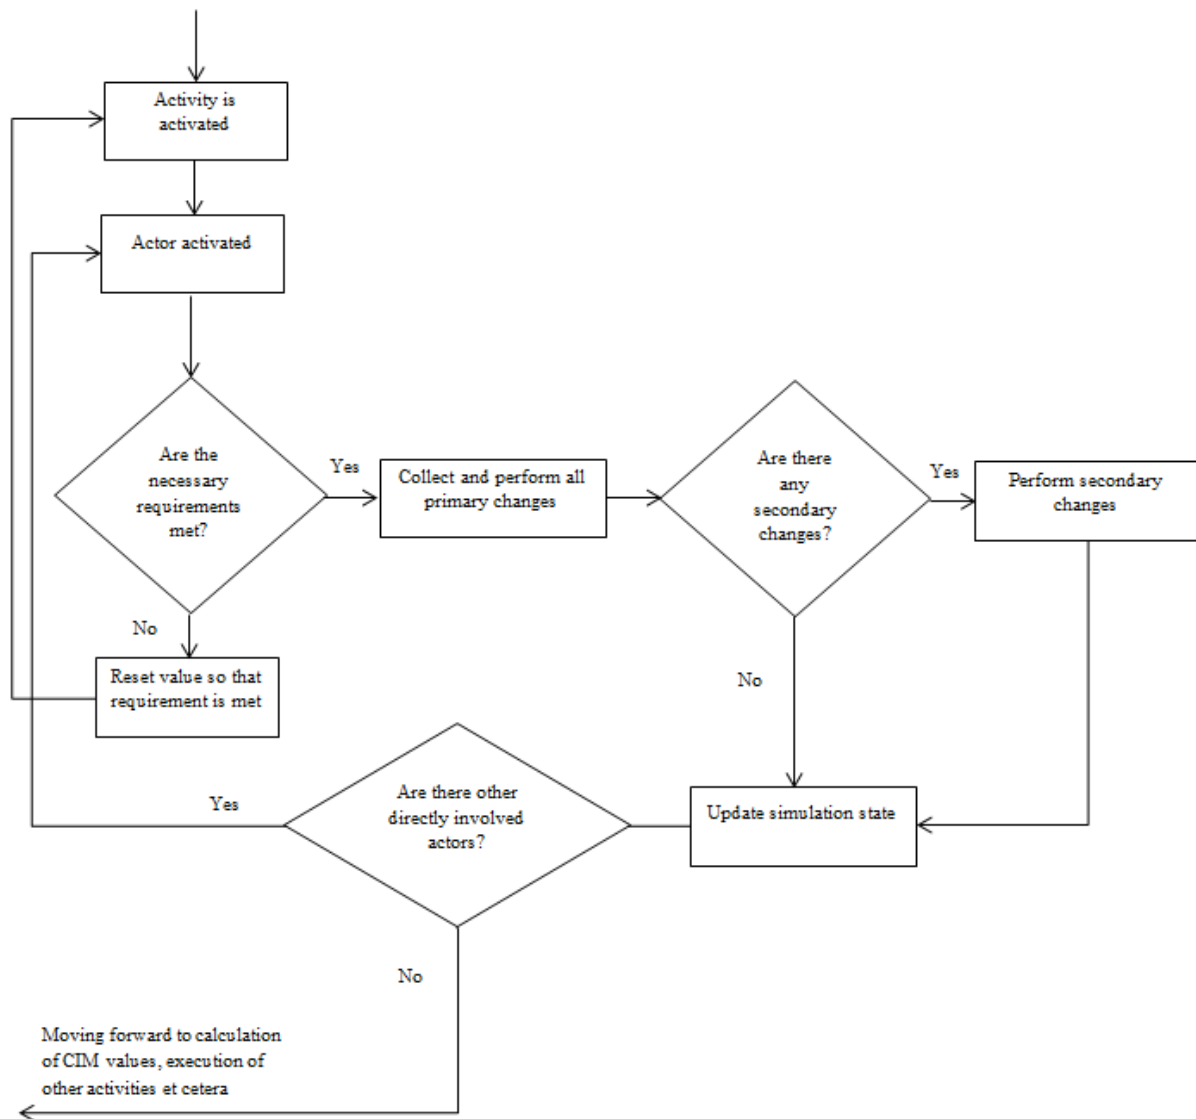 Activity is
activated
Actor activated
Are the
necessary
requirements
met?
Yes
Collect and perform all
primary changes
Are there
any
secondary
changes?
Yes
Perform secondary
changes
No
Reset value so that
requirement is met
No
Yes
Are there other
directly involved
actors?
Update simulation state
No
Moving forward to calculation
of CIM values, execution of
other activities et cetera